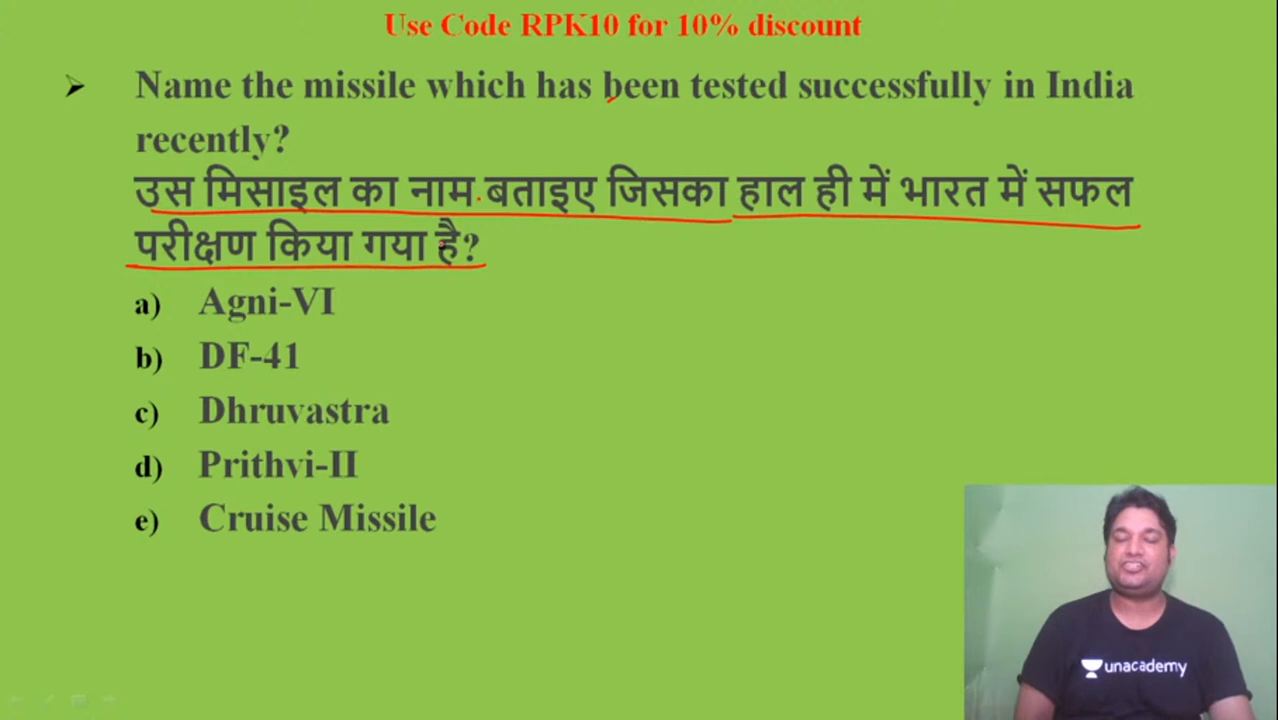 Use Code RPK10 for 10% discount
Name the missile which has been tested successfully in India
recently?
उस मिसाइल का नाम बताइए जिसका हाल ही में भारत में सफल
परीक्षण किया गया है?
a) Agni-VI
b) DF-41
c) Dhruvastra
d) Prithvi-II
e) Cruise Missile
unacademy